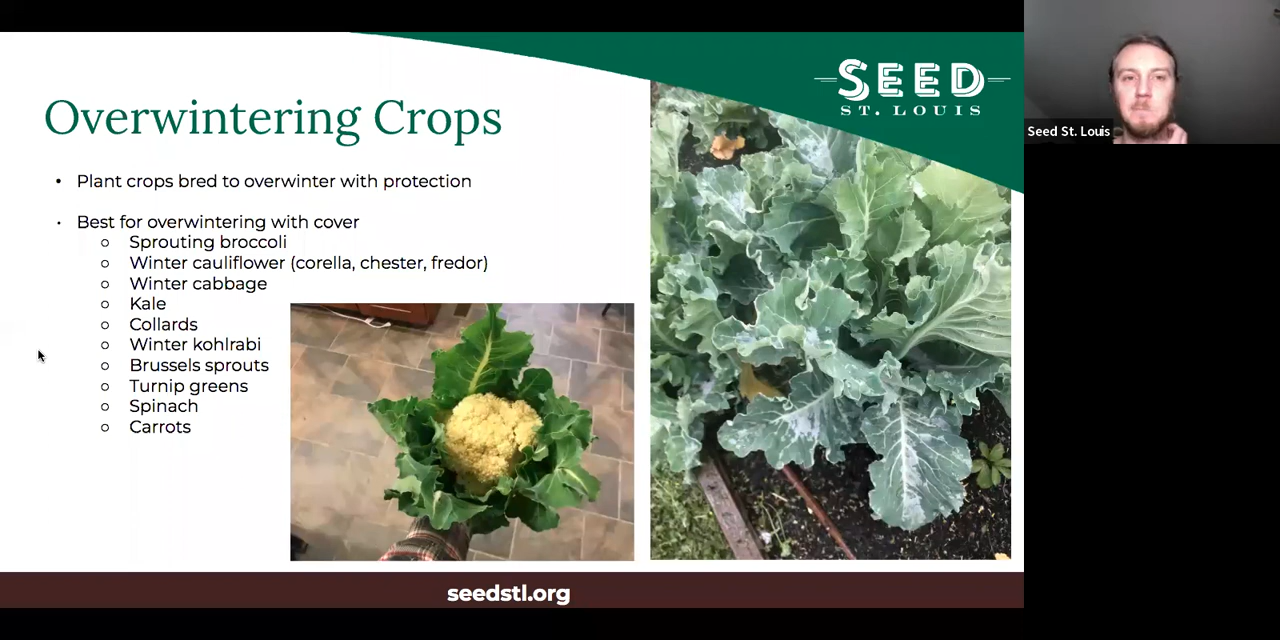 SEED
ST. LOUIS
Seed St. Louis
Overwintering Crops
• Plant crops bred to overwinter with protection
• Best for overwintering with cover
○ Sprouting broccoli
○ Winter cauliflower (corella, chester, fredor)
○ Winter cabbage
○ Kale
○ Collards
○ Winter kohlrabi
○ Brussels sprouts
○ Turnip greens
○ Spinach
○ Carrots
seedstl.org